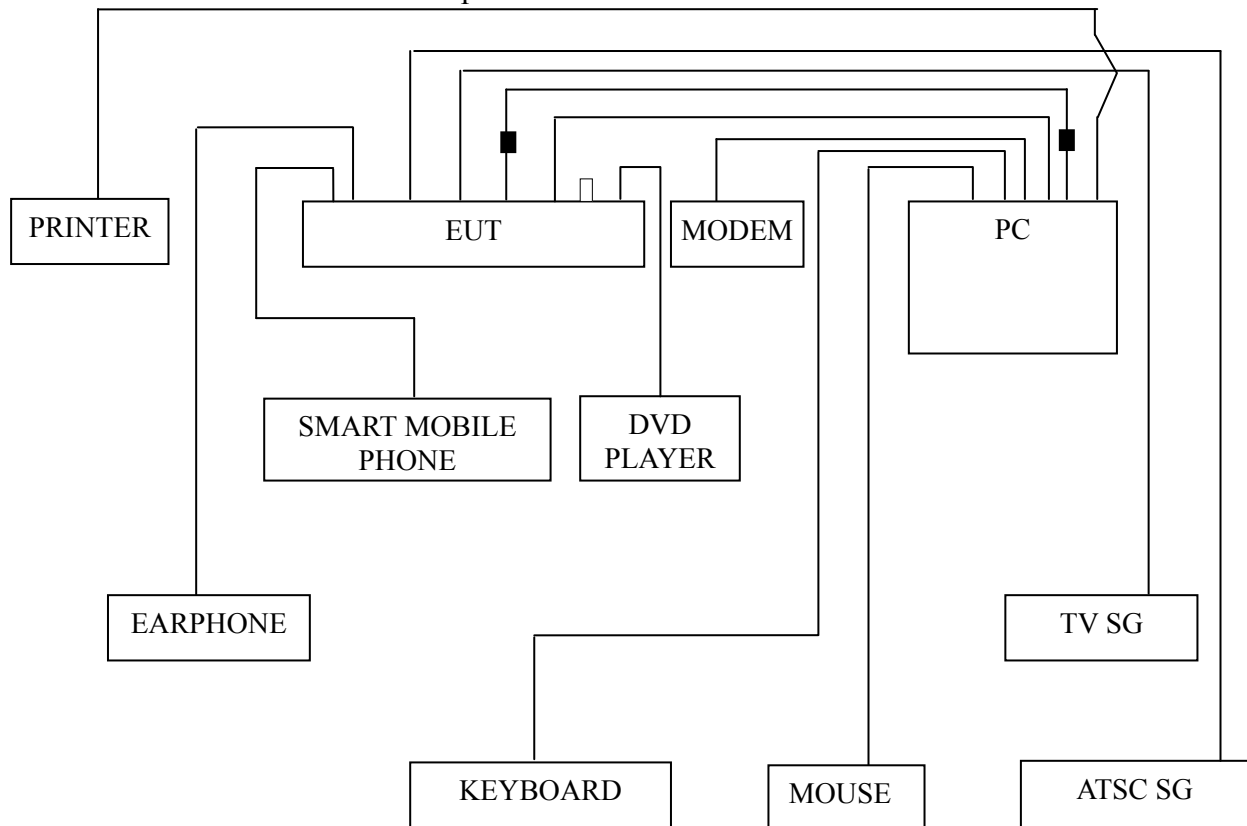 PRINTER
EUT
MODEM
PC
SMART MOBILE
PHONE
DVD
PLAYER
EARPHONE
TV SG
KEYBOARD
MOUSE
ATSC SG